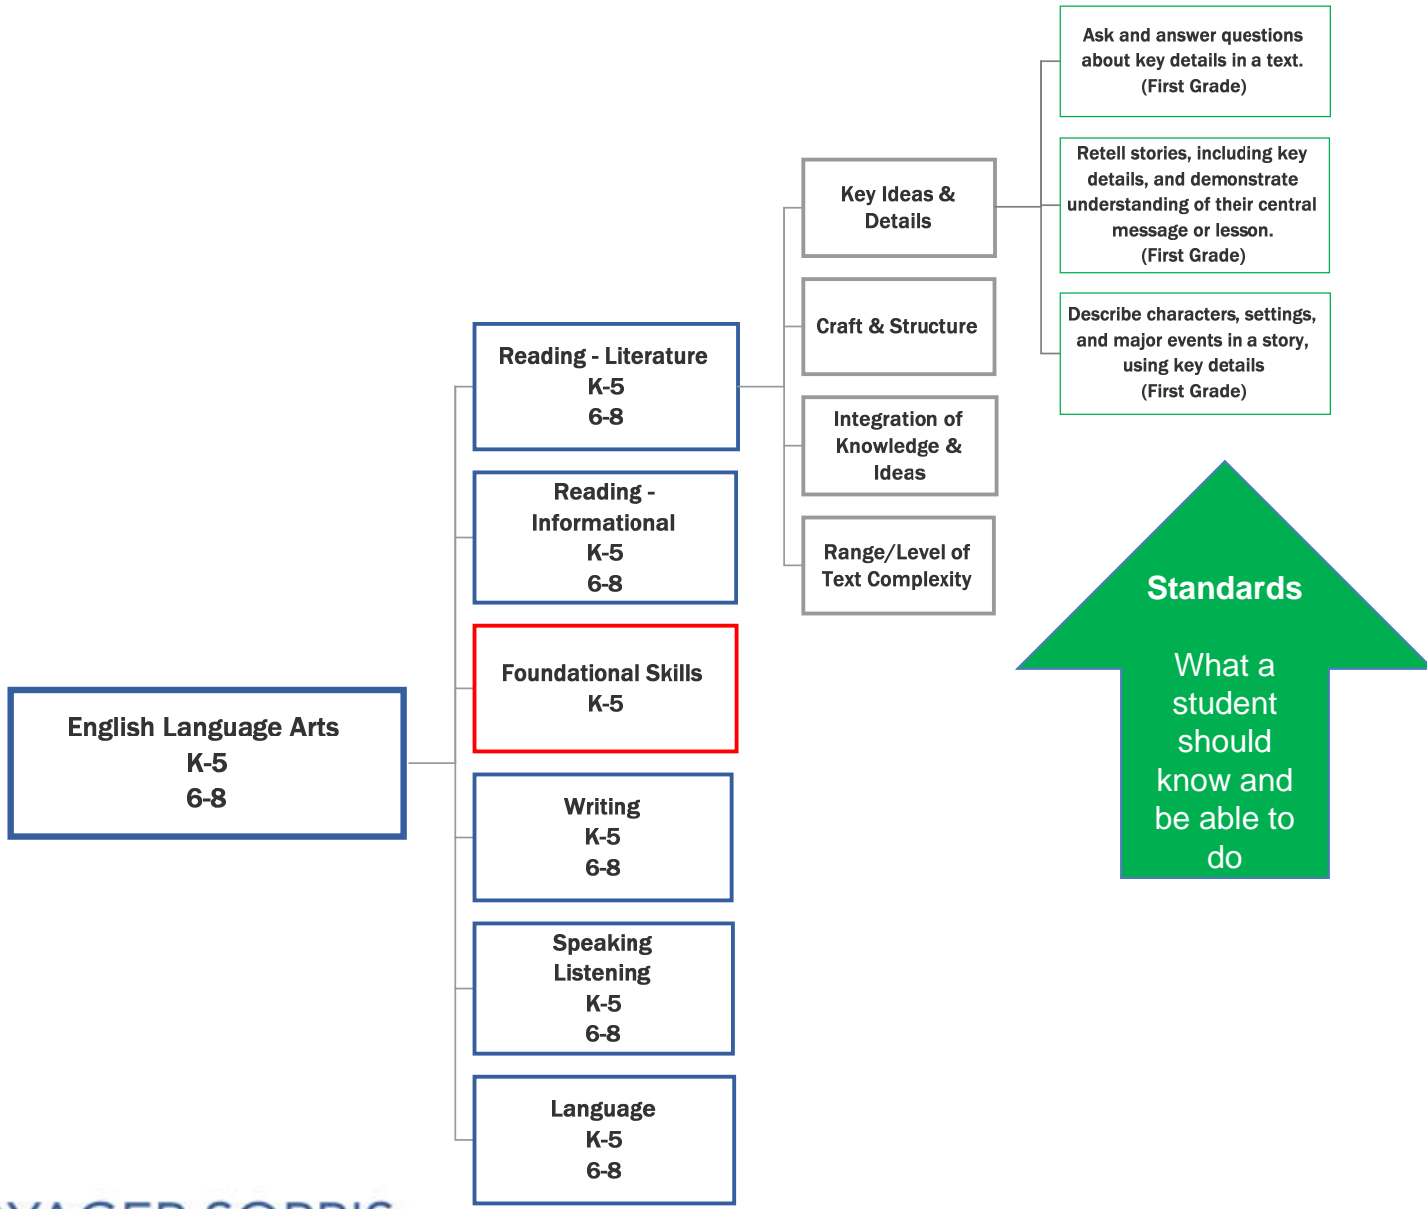 English Language Arts
K-5
6-8
Reading - Literature
K-5
6-8
Reading -
Informational
K-5
6-8
Foundational Skills
K-5
Writing
K-5
6-8
Speaking
Listening
K-5
6-8
Language
K-5
6-8
Key Ideas &
Details
Craft & Structure
Integration of
Knowledge &
Ideas
Range/Level of
Text Complexity
Ask and answer questions
about key details in a text.
(First Grade)
Retell stories, including key
details, and demonstrate
understanding of their central
message or lesson.
(First Grade)
Describe characters, settings,
and major events in a story,
using key details
(First Grade)
Standards
What a
student
should
know and
be able to
do